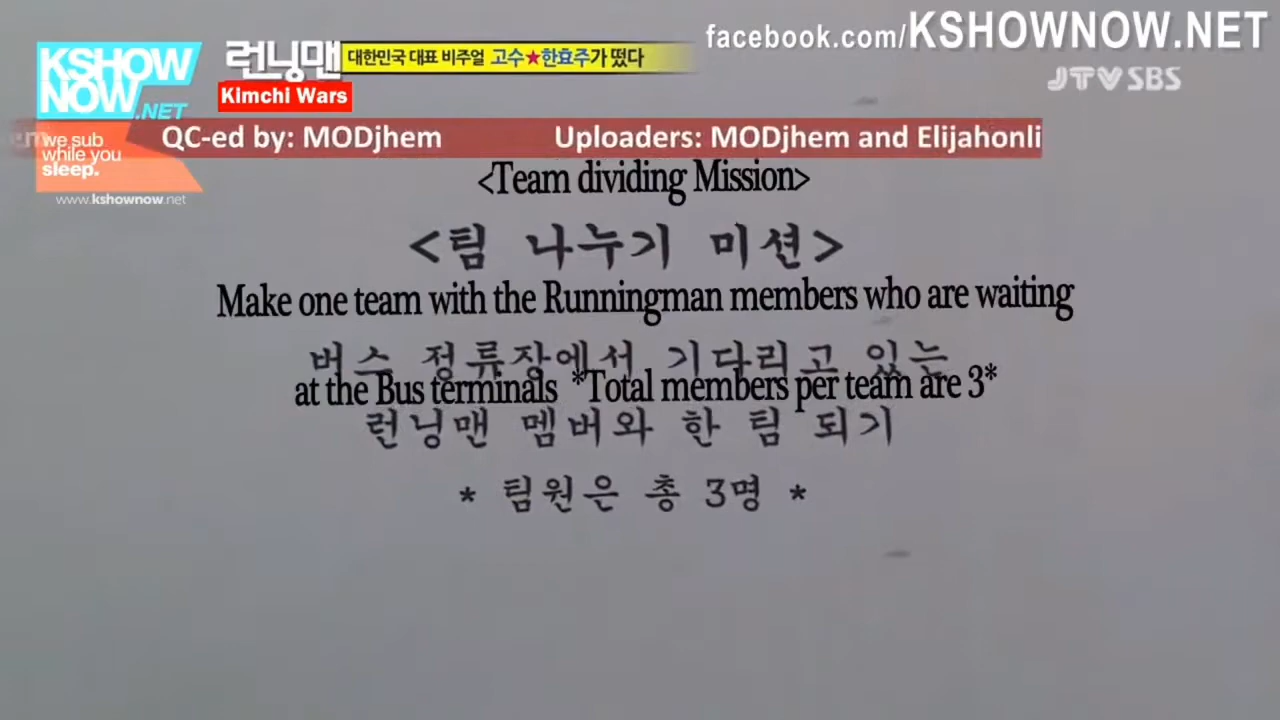 facebook.com/KSHOWNOW.NET
KSHOW
NOW
.NET
런닝맨 대한민국 대표 비주얼 고수★한효주가 떴다
Kimchi Wars
JTV SBS
QC-ed by: MODjhem Uploaders: MODjhem and Elijahonli
we sub
while you
sleep.
www.kshownow.net
<Team dividing Mission>
<팀 나누기 미션>
Make one team with the Runningman members who are waiting
버스 정류장에서 기다리고 있는
at the Bus terminals *Total members per team are 3*
런닝맨 멤버와 한 팀 되기
* 팀원은 총 3명 *